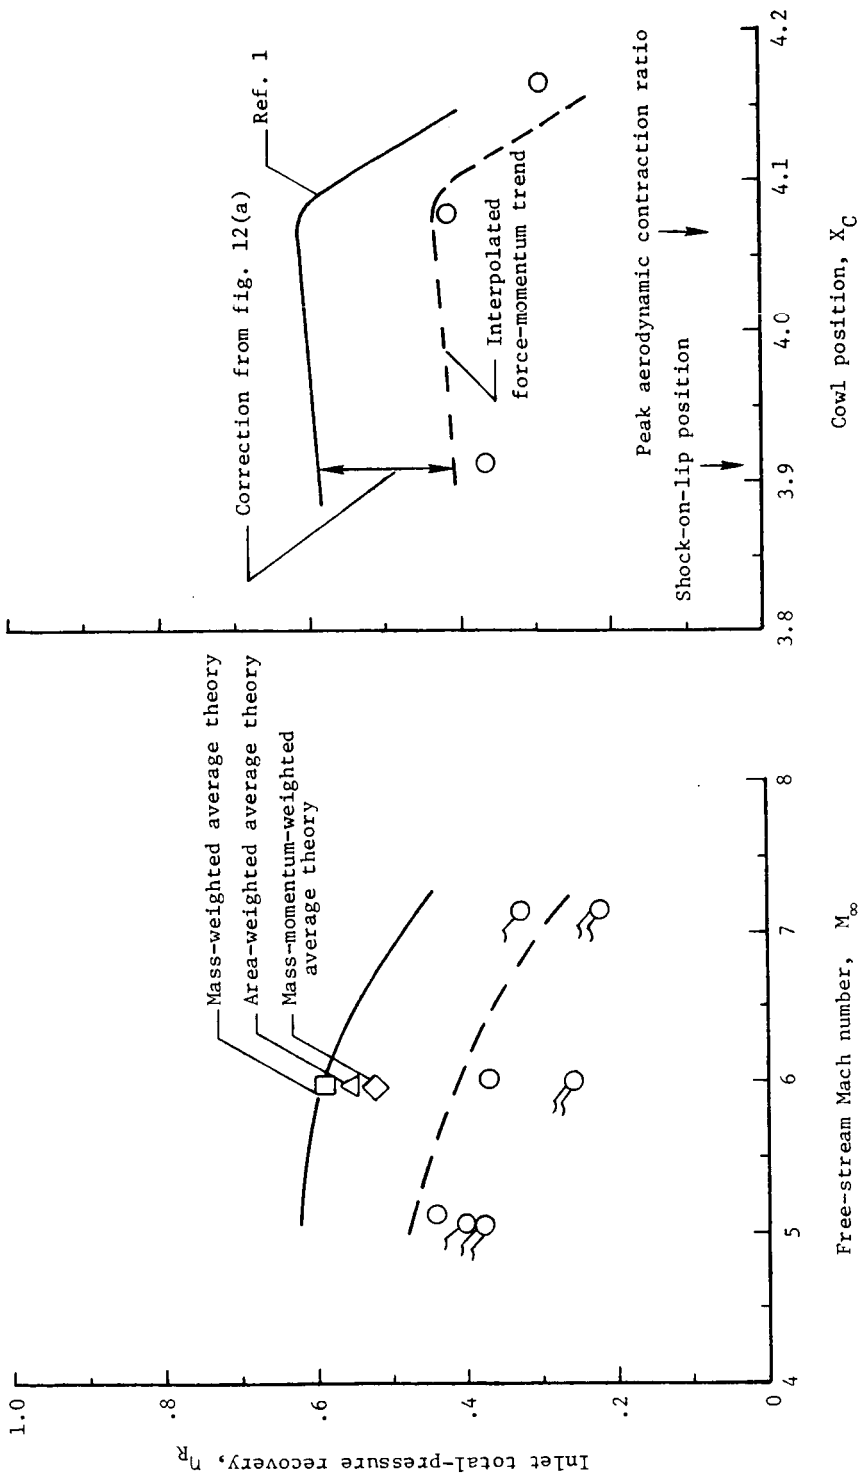 Inlet total-pressure recovery, ηR
1.0
.8
.6
.4
.2
0
4
5
6
7
8
Free-stream Mach number, M∞
Mass-weighted average theory
Area-weighted average theory
Mass-momentum-weighted
average theory
3.8
3.9
4.0
4.1
4.2
Cowl position, XC
Correction from fig. 12(a)
Ref. 1
Interpolated
force-momentum trend
Shock-on-lip position
Peak aerodynamic contraction ratio